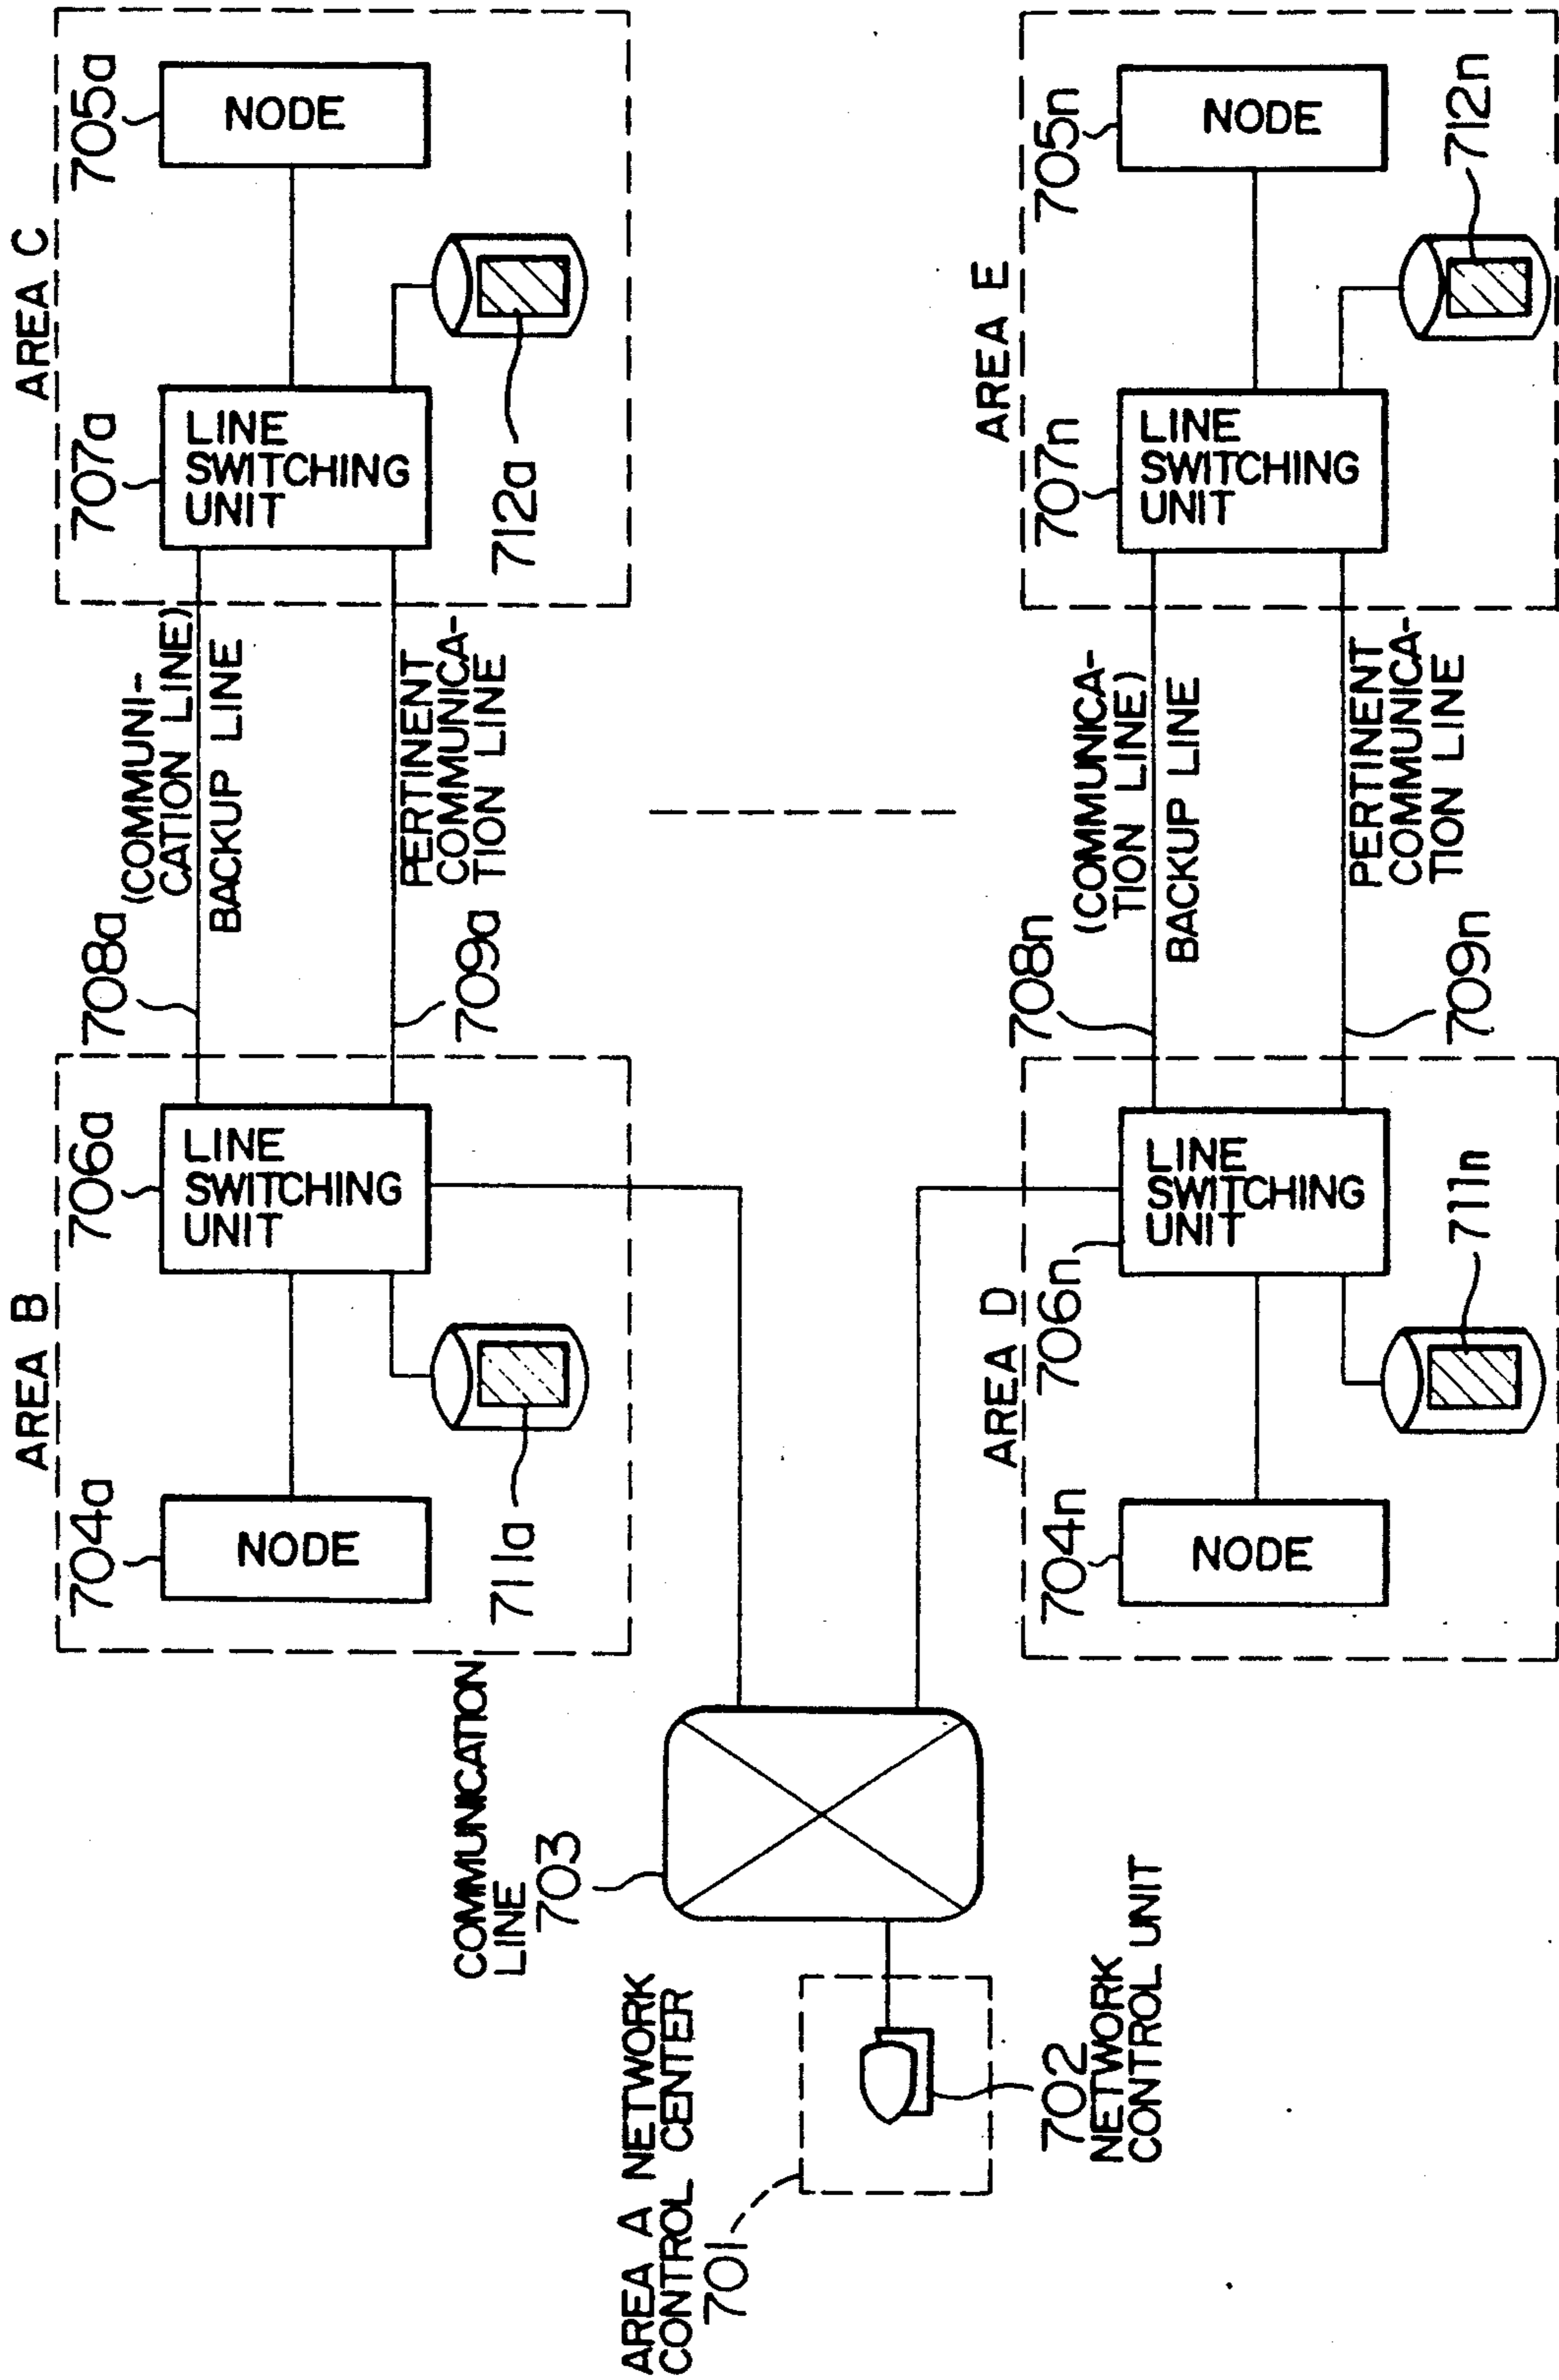 AREA B
704a
NODE
706a
LINE
SWITCHING
UNIT
711a
708a
(COMMUNI-
CATION LINE)
BACKUP LINE
709a
PERTINENT
COMMUNICA-
TION LINE
AREA C
707a
LINE
SWITCHING
UNIT
705a
NODE
712a
COMMUNICATION
LINE
703
AREA A NETWORK
CONTROL CENTER
701
702
NETWORK
CONTROL UNIT
AREA D
704n
NODE
706n
LINE
SWITCHING
UNIT
711n
708n
(COMMUNICA-
TION LINE)
BACKUP LINE
709n
PERTINENT
COMMUNICA-
TION LINE
AREA E
707n
LINE
SWITCHING
UNIT
705n
NODE
712n